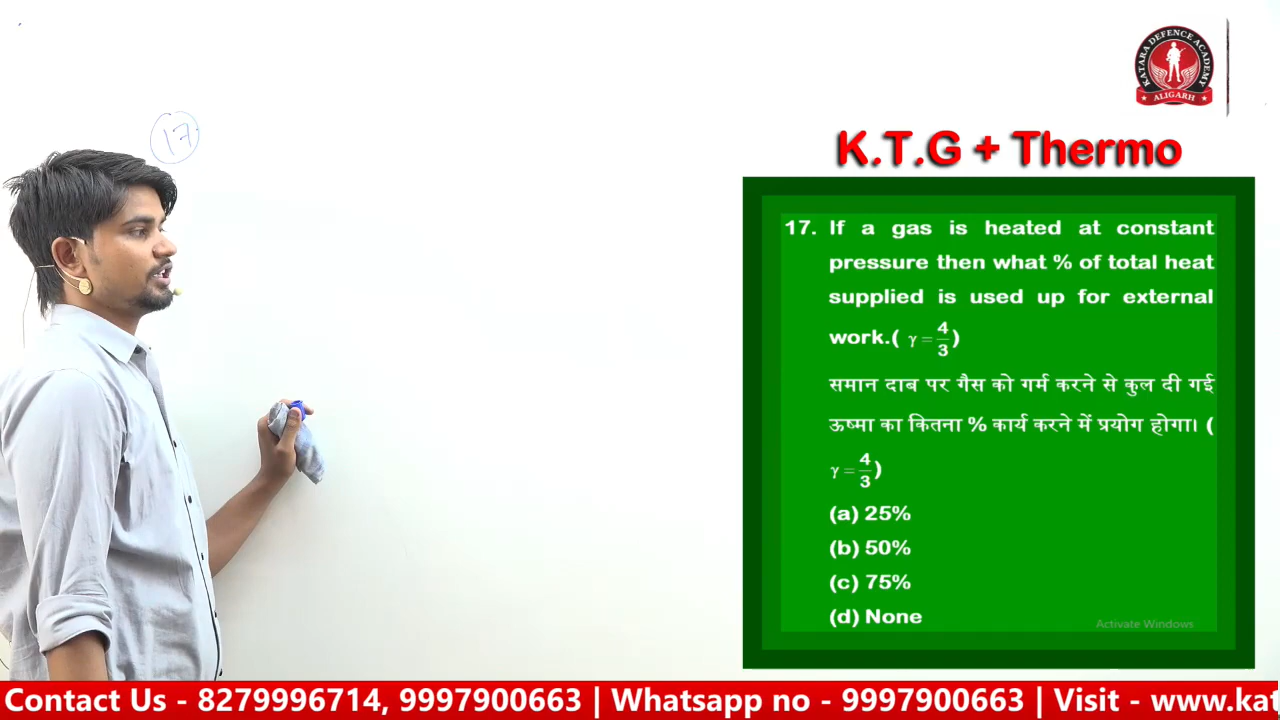 KATARA DEFENCE ACADEMY
ALIGARH
17
K.T.G + Thermo
17. If a gas is heated at constant
pressure then what % of total heat
supplied is used up for external
work.( γ = 4/3 )
समान दाब पर गैस को गर्म करने से कुल दी गई
ऊष्मा का कितना % कार्य करने में प्रयोग होगा। (
γ = 4/3 )
(a) 25%
(b) 50%
(c) 75%
(d) None
Activate Windows
Contact Us - 8279996714, 9997900663 | Whatsapp no - 9997900663 | Visit - www.kat